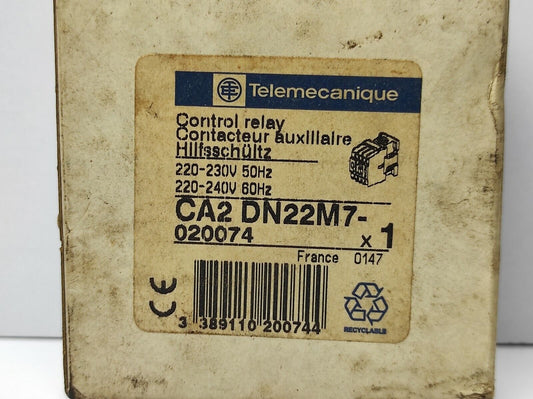 Telemecanique
Control relay
Contacteur auxiliaire
Hilfsschültz
220-230V 50Hz
220-240V 60Hz
CA2 DN22M7-
020074 x 1
France 0147
CE
3 389110 200744
RECYCLABLE